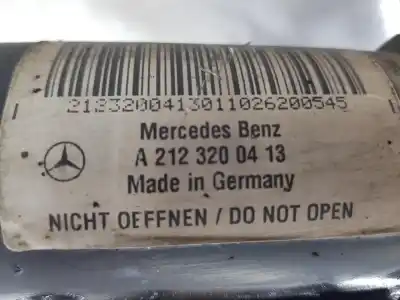 2123200413011026200545
Mercedes Benz
A 212 320 04 13
Made in Germany
NICHT OEFFNEN / DO NOT OPEN